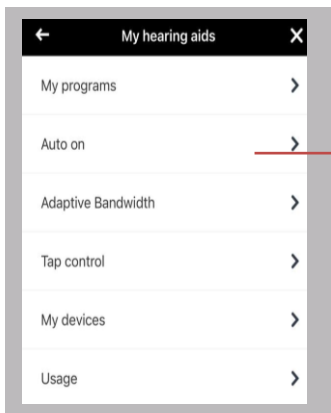 My hearing aids
My programs
Auto on
Adaptive Bandwidth
Tap control
My devices
Usage